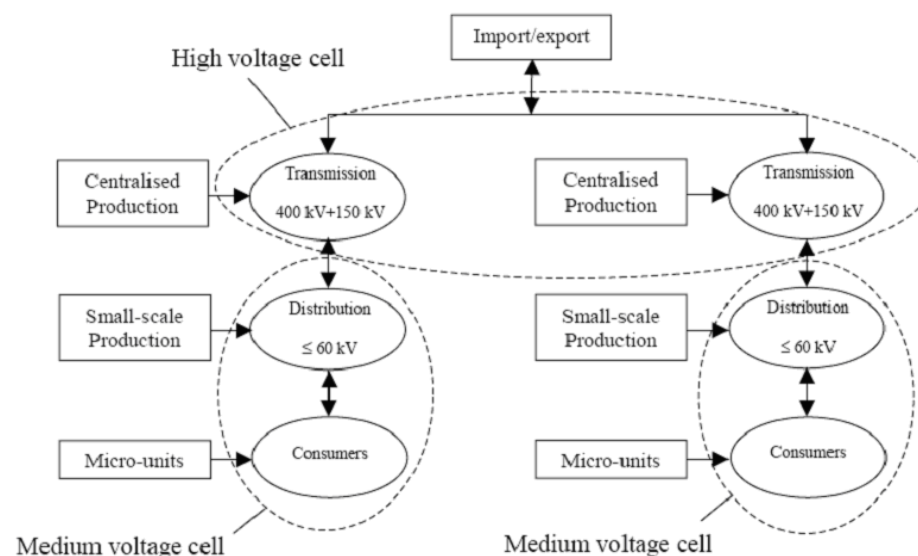 Import/export
High voltage cell
Centralised
Production
Transmission
400 kV+150 kV
Centralised
Production
Transmission
400 kV+150 kV
Small-scale
Production
Distribution
≤ 60 kV
Small-scale
Production
Distribution
≤ 60 kV
Micro-units
Consumers
Micro-units
Consumers
Medium voltage cell
Medium voltage cell